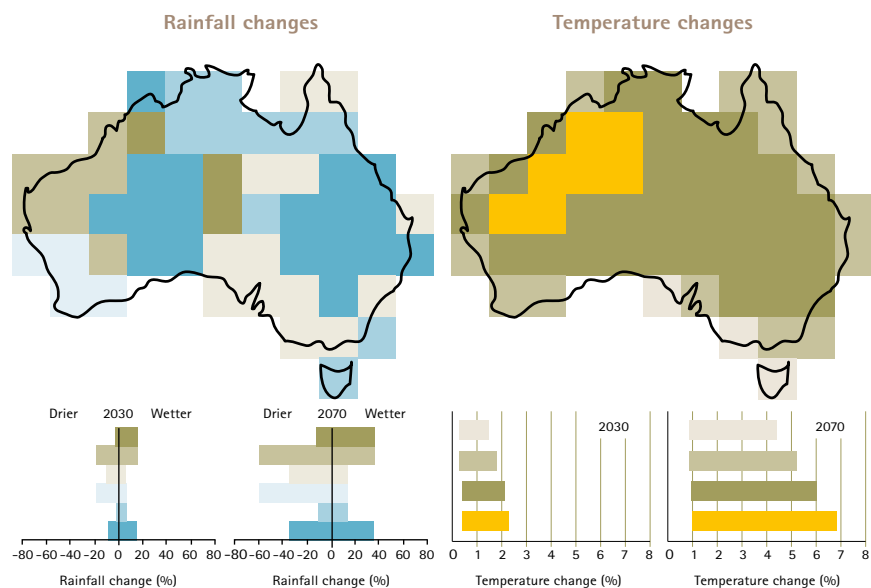 Rainfall changes
Temperature changes
Drier 2030 Wetter
Drier 2070 Wetter
2030
2070
-80 -60 -40 -20 0 20 40 60 80
-80 -60 -40 -20 0 20 40 60 80
0 1 2 3 4 5 6 7 8
0 1 2 3 4 5 6 7 8
Rainfall change (%)
Rainfall change (%)
Temperature change (%)
Temperature change (%)